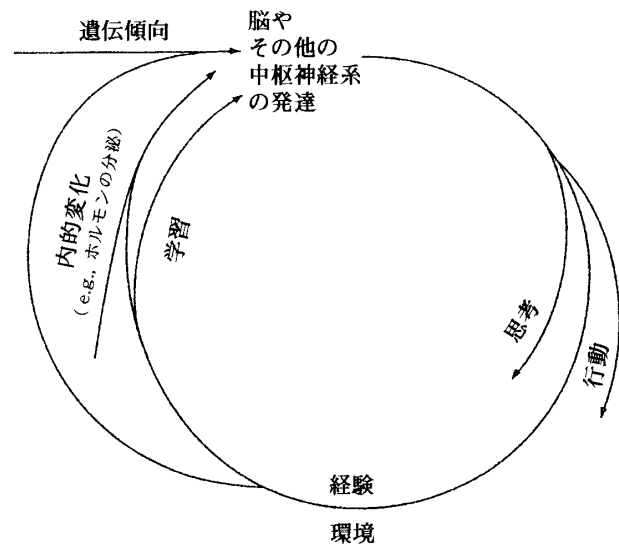 遺伝傾向
脳や
その他の
中枢神経系
の発達
内的変化
(e.g., ホルモンの分泌)
学習
思考
行動
経験
環境